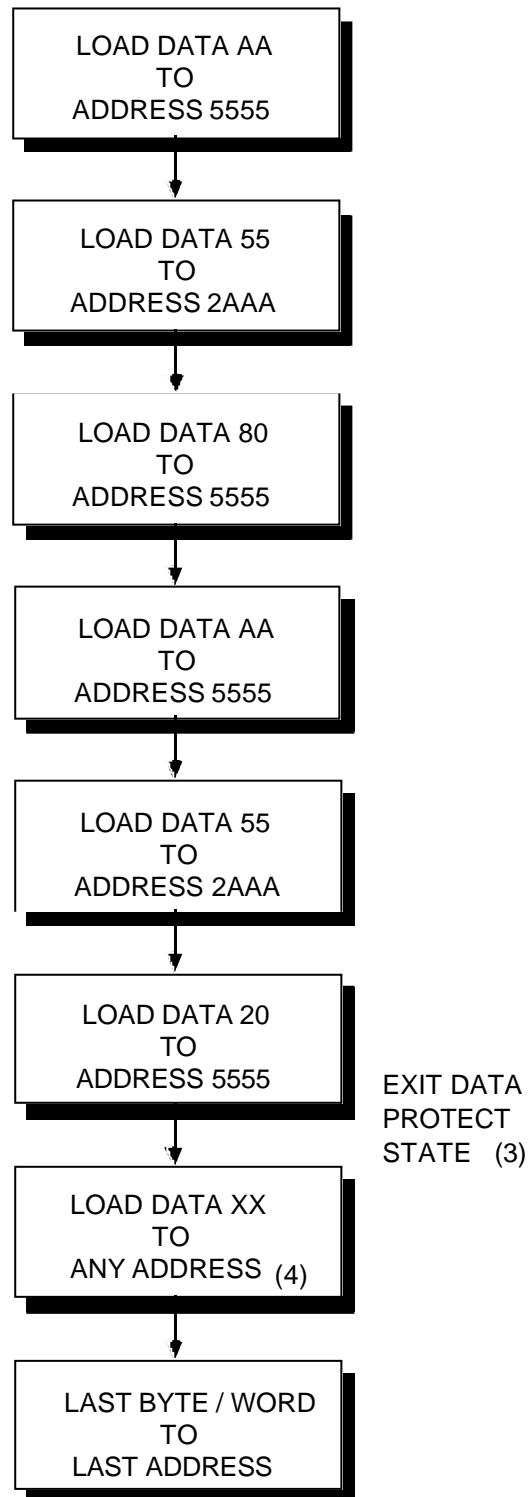 LOAD DATA AA
TO
ADDRESS 5555
LOAD DATA 55
TO
ADDRESS 2AAA
LOAD DATA 80
TO
ADDRESS 5555
LOAD DATA AA
TO
ADDRESS 5555
LOAD DATA 55
TO
ADDRESS 2AAA
LOAD DATA 20
TO
ADDRESS 5555
EXIT DATA
PROTECT
STATE (3)
LOAD DATA XX
TO
ANY ADDRESS (4)
LAST BYTE / WORD
TO
LAST ADDRESS